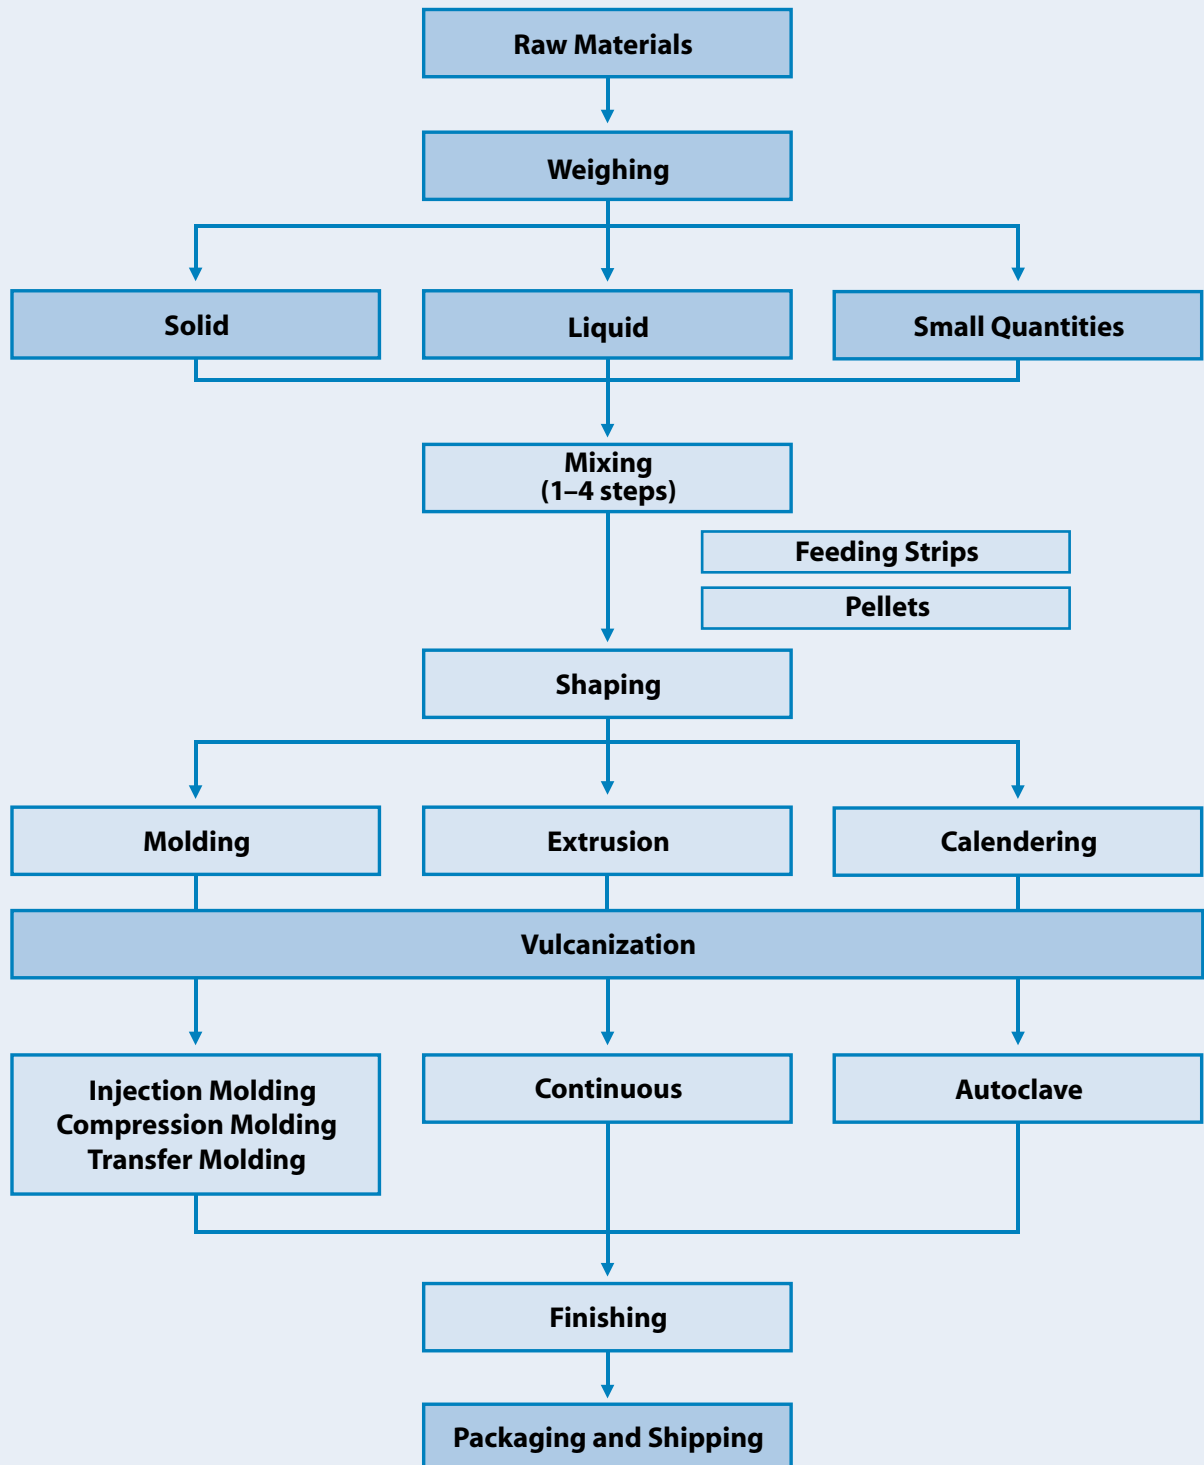 Raw Materials
Weighing
Solid
Liquid
Small Quantities
Mixing
(1–4 steps)
Feeding Strips
Pellets
Shaping
Molding
Extrusion
Calendering
Vulcanization
Injection Molding
Compression Molding
Transfer Molding
Continuous
Autoclave
Finishing
Packaging and Shipping